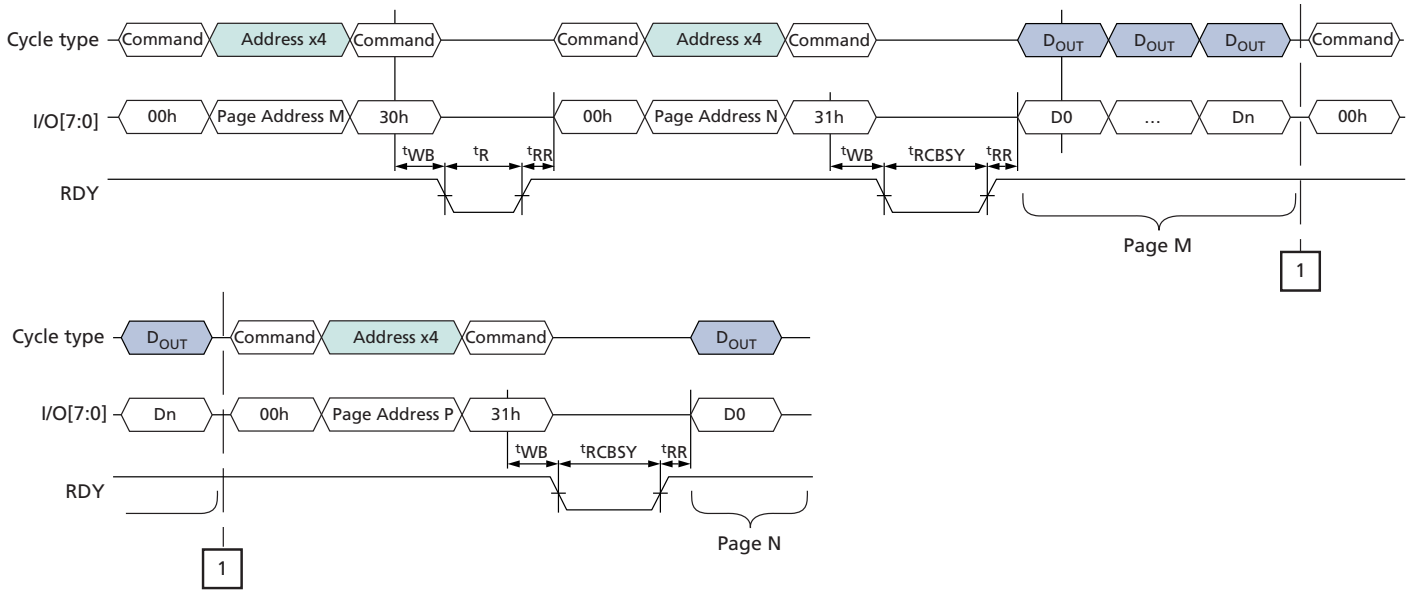 Cycle type Command Address x4 Command Command Address x4 Command DOUT DOUT DOUT Command
I/O[7:0] 00h Page Address M 30h 00h Page Address N 31h D0 ... Dn 00h
tWB tR tRR tWB tRCBSY tRR
RDY
Page M
1
Cycle type DOUT Command Address x4 Command DOUT
I/O[7:0] Dn 00h Page Address P 31h D0
tWB tRCBSY tRR
RDY
Page N
1